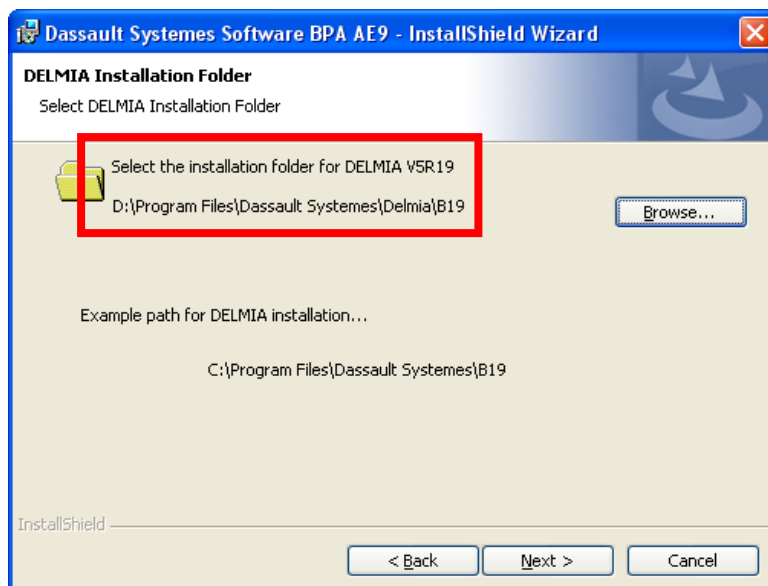 Dassault Systemes Software BPA AE9 - InstallShield Wizard
DELMIA Installation Folder
Select DELMIA Installation Folder
Select the installation folder for DELMIA V5R19
D:\Program Files\Dassault Systemes\Delmia\B19
Browse...
Example path for DELMIA installation...
C:\Program Files\Dassault Systemes\B19
InstallShield
< Back
Next >
Cancel